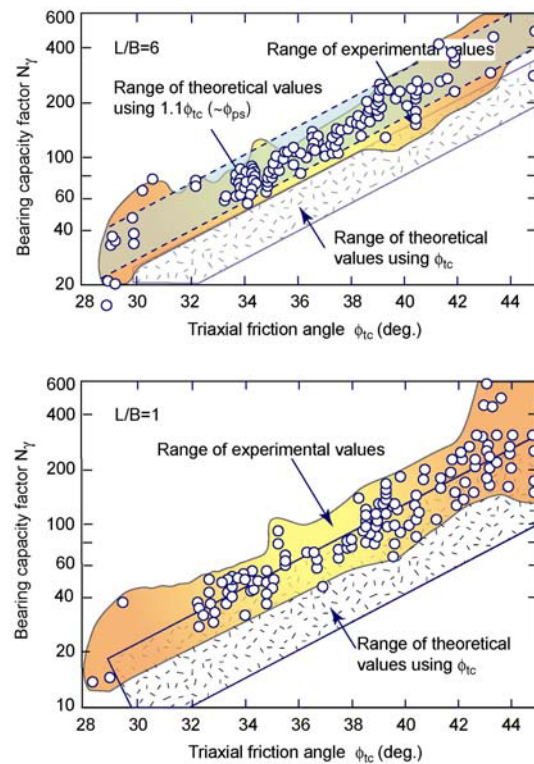 600
400
200
100
60
40
20
Bearing capacity factor Nγ
L/B=6
Range of experimental values
Range of theoretical values
using 1.1ϕtc (~ϕps)
Range of theoretical
values using ϕtc
28 30 32 34 36 38 40 42 44
Triaxial friction angle ϕtc (deg.)
600
400
200
100
60
40
20
10
Bearing capacity factor Nγ
L/B=1
Range of experimental values
Range of theoretical
values using ϕtc
28 30 32 34 36 38 40 42 44
Triaxial friction angle ϕtc (deg.)